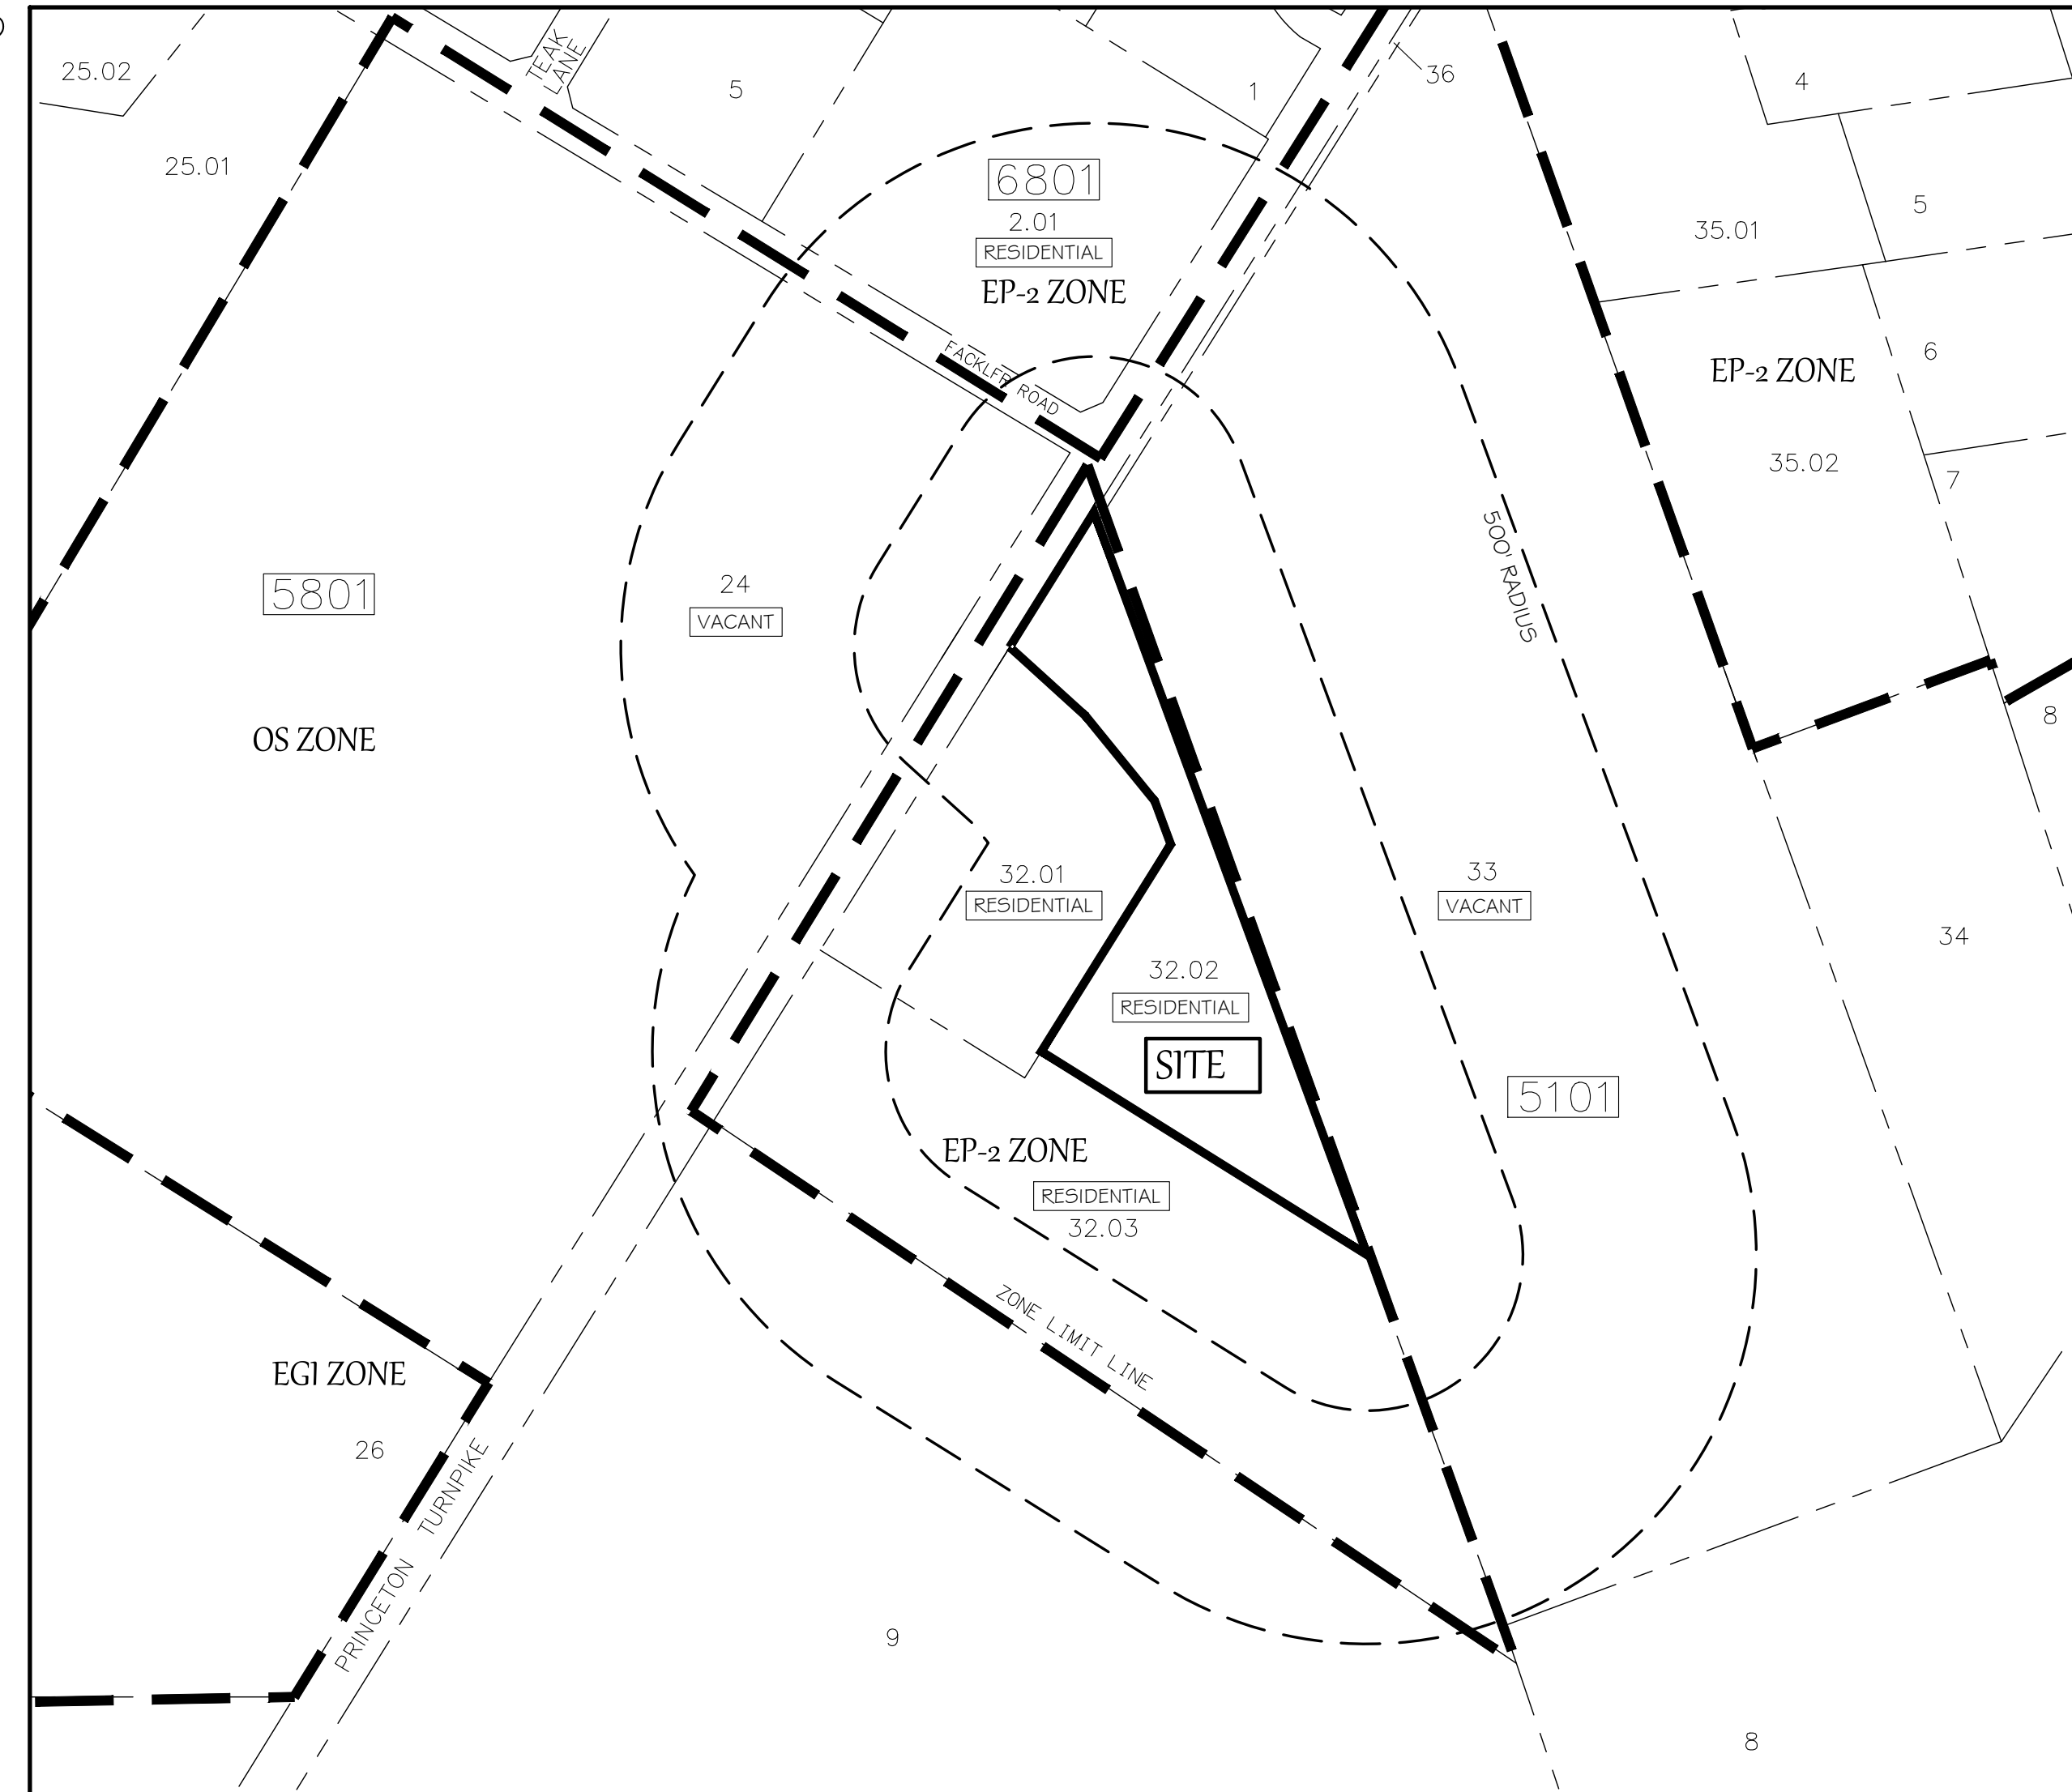 25.02
TEAK
LANE
5
1
36
4
25.01
6801
2.01
RESIDENTIAL
EP-2 ZONE
35.01
5
FACKLER ROAD
EP-2 ZONE
6
35.02
7
500' RADIUS
5801
24
VACANT
OS ZONE
8
32.01
RESIDENTIAL
33
VACANT
34
32.02
RESIDENTIAL
SITE
5101
EP-2 ZONE
RESIDENTIAL
32.03
ZONE LIMIT LINE
EGI ZONE
26
PRINCETON TURNPIKE
9
8